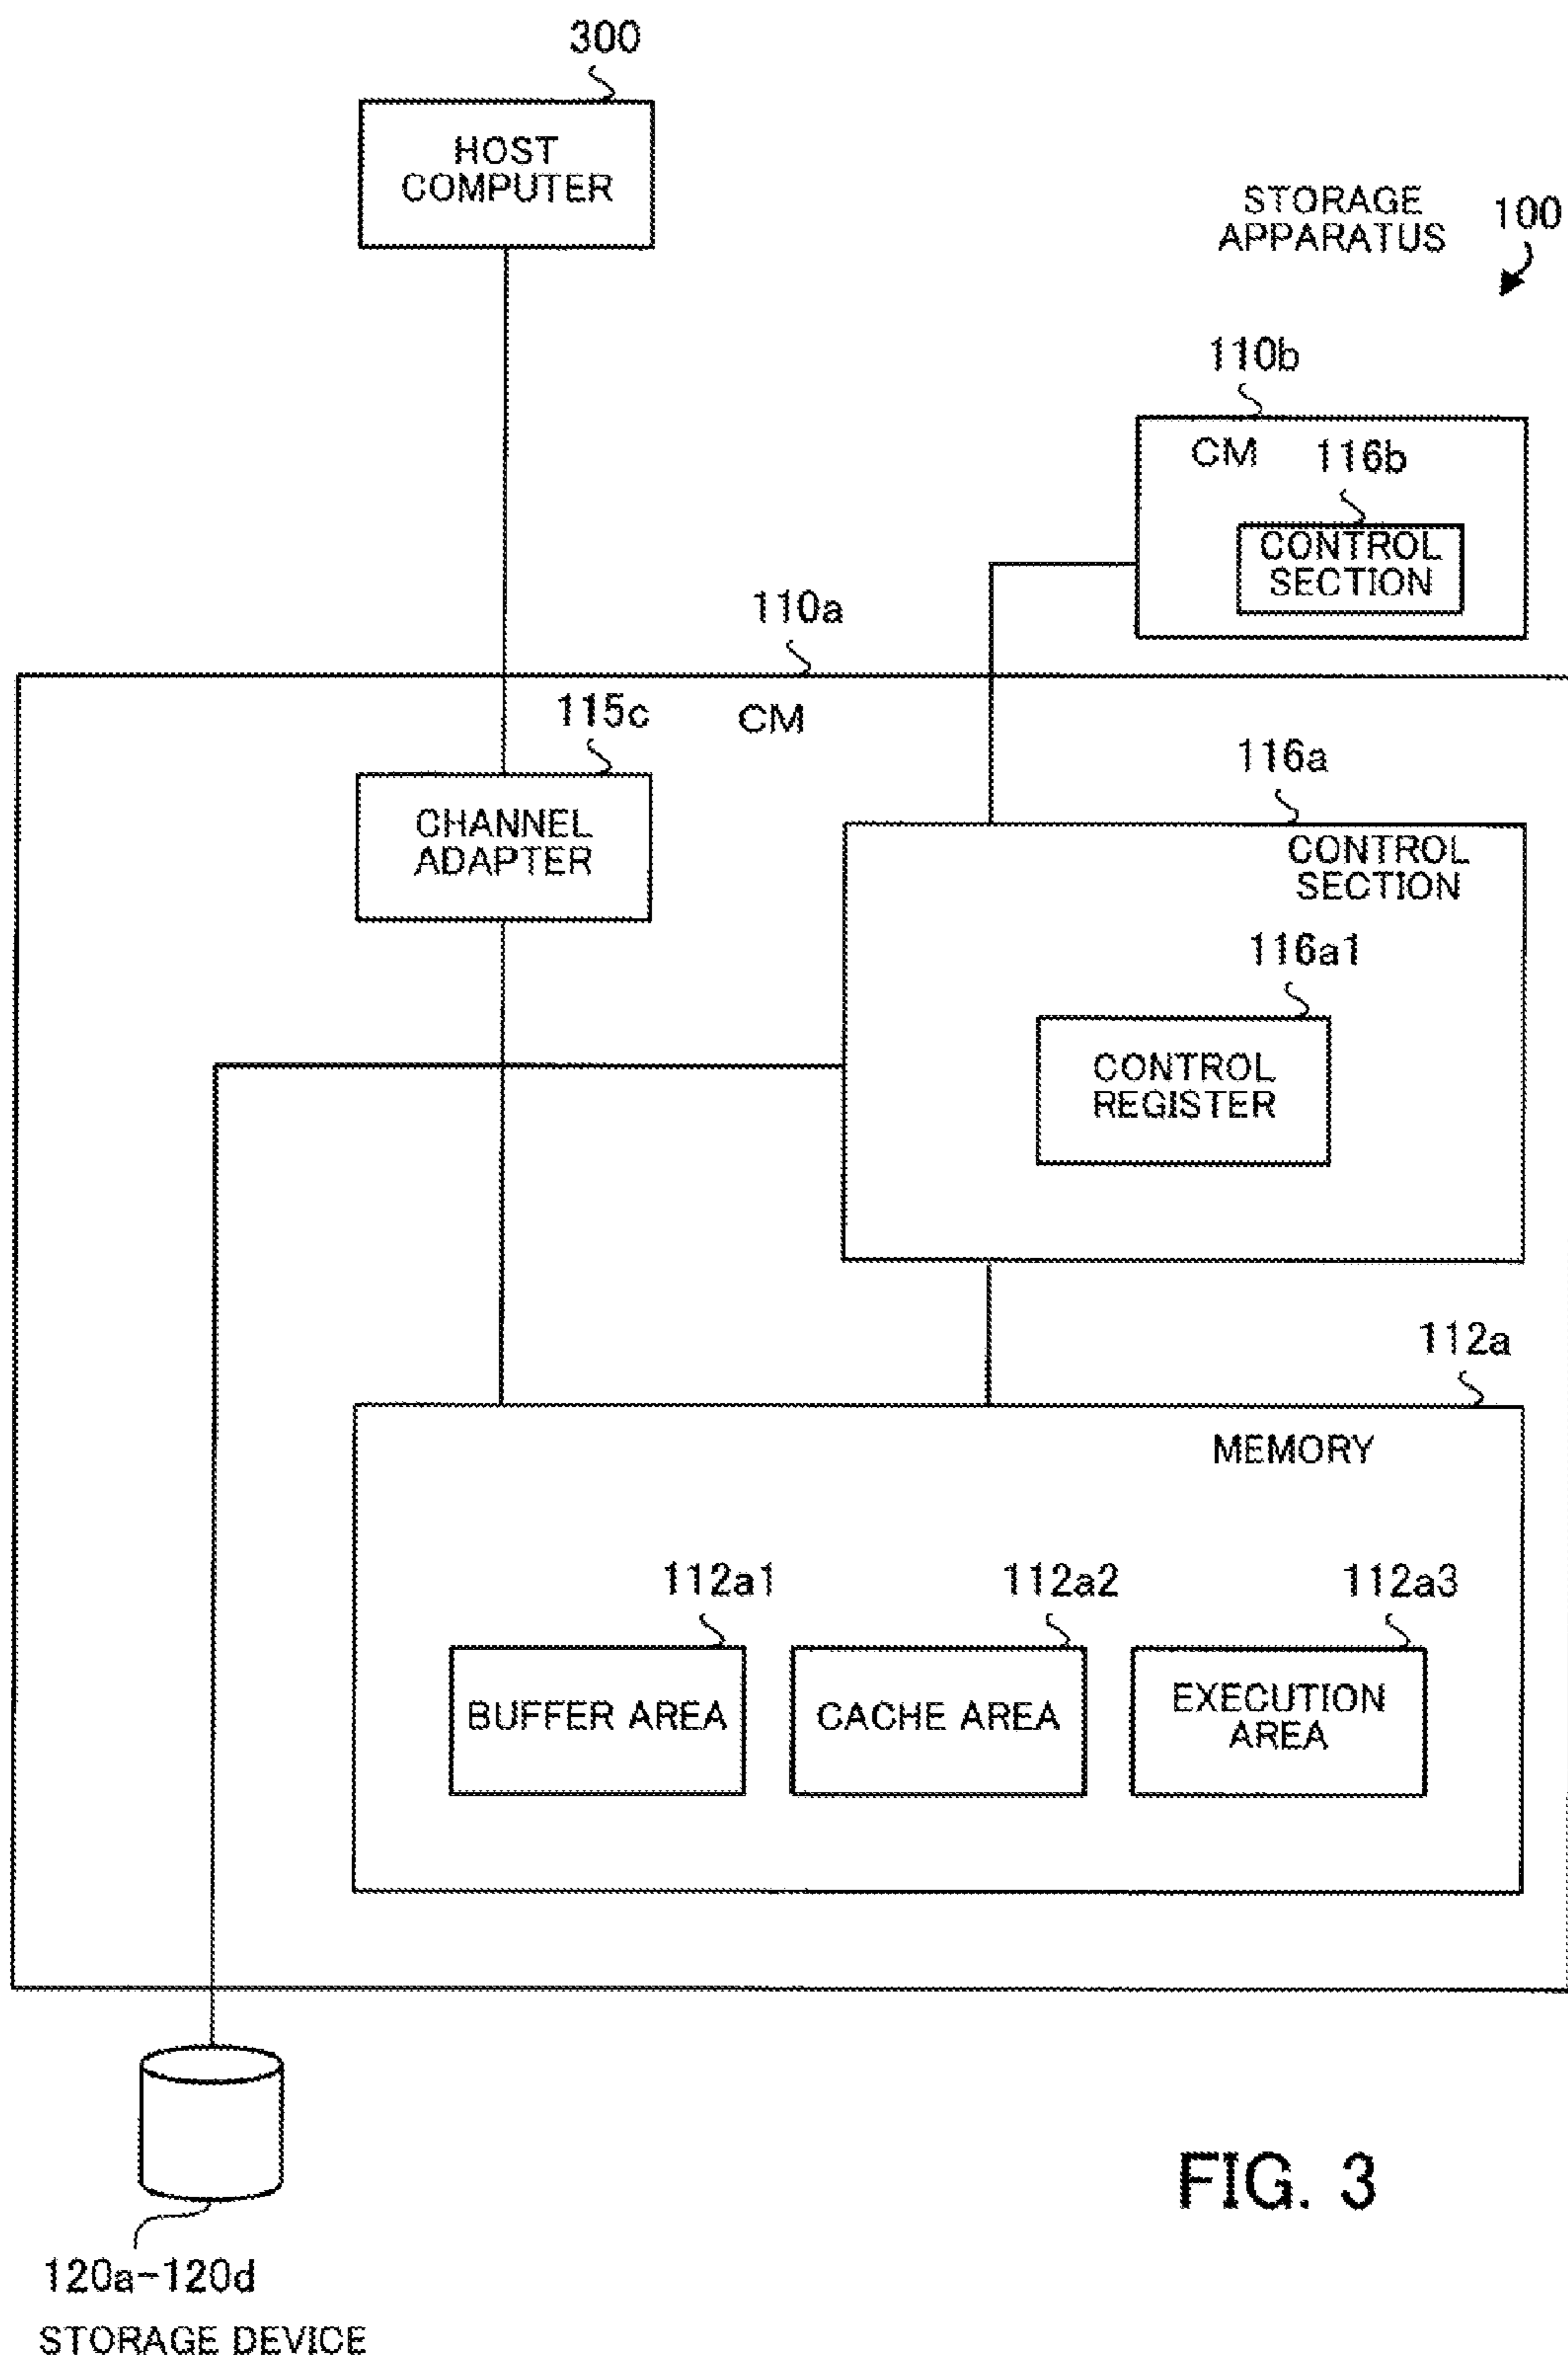 300
HOST
COMPUTER
STORAGE
APPARATUS
100
110b
CM
116b
CONTROL
SECTION
110a
CM
115c
CHANNEL
ADAPTER
116a
CONTROL
SECTION
116a1
CONTROL
REGISTER
112a
MEMORY
112a1
112a2
112a3
BUFFER AREA
CACHE AREA
EXECUTION
AREA
120a-120d
STORAGE DEVICE
FIG. 3